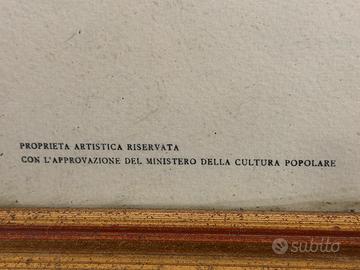 PROPRIETA ARTISTICA RISERVATA
CON L'APPROVAZIONE DEL MINISTERO DELLA CULTURA POPOLARE
subito